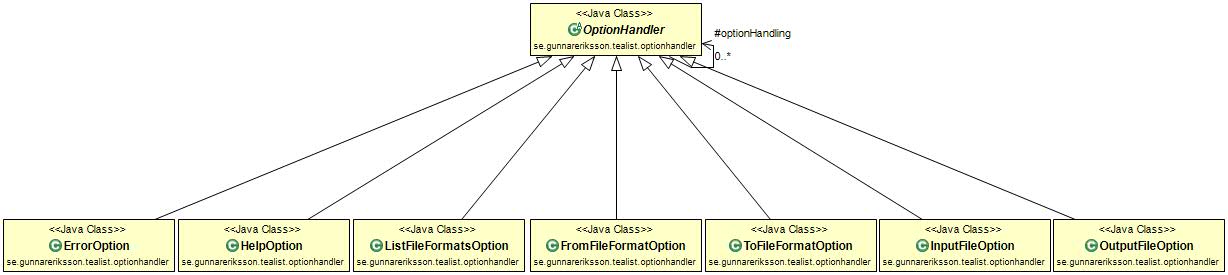 <<Java Class>>
OptionHandler
se.gunnareriksson.tealist.optionhandler
#optionHandling
0..*
<<Java Class>>
ErrorOption
se.gunnareriksson.tealist.optionhandler
<<Java Class>>
HelpOption
se.gunnareriksson.tealist.optionhandler
<<Java Class>>
ListFileFormatsOption
se.gunnareriksson.tealist.optionhandler
<<Java Class>>
FromFileFormatOption
se.gunnareriksson.tealist.optionhandler
<<Java Class>>
ToFileFormatOption
se.gunnareriksson.tealist.optionhandler
<<Java Class>>
InputFileOption
se.gunnareriksson.tealist.optionhandler
<<Java Class>>
OutputFileOption
se.gunnareriksson.tealist.optionhandler